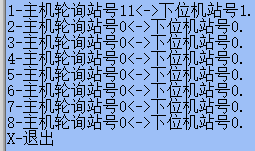 1-主机轮询站号11<->下位机站号1.
2-主机轮询站号0<->下位机站号0.
3-主机轮询站号0<->下位机站号0.
4-主机轮询站号0<->下位机站号0.
5-主机轮询站号0<->下位机站号0.
6-主机轮询站号0<->下位机站号0.
7-主机轮询站号0<->下位机站号0.
8-主机轮询站号0<->下位机站号0.
X-退出